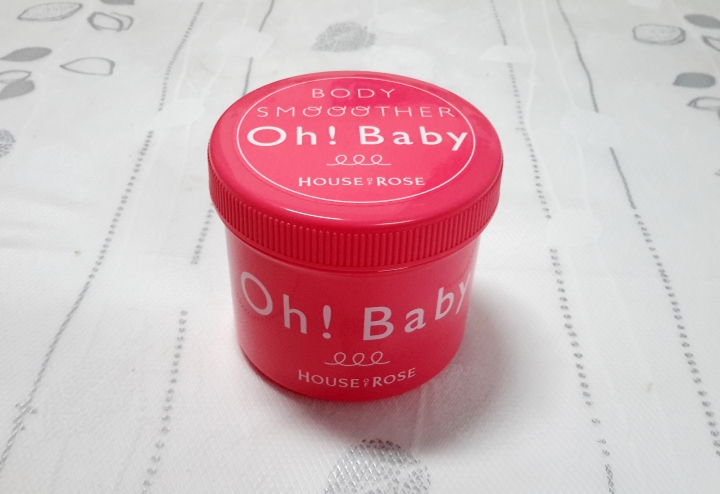 BODY
SMOOOTHER
Oh! Baby
HOUSE OF ROSE
Oh! Baby
HOUSE OF ROSE